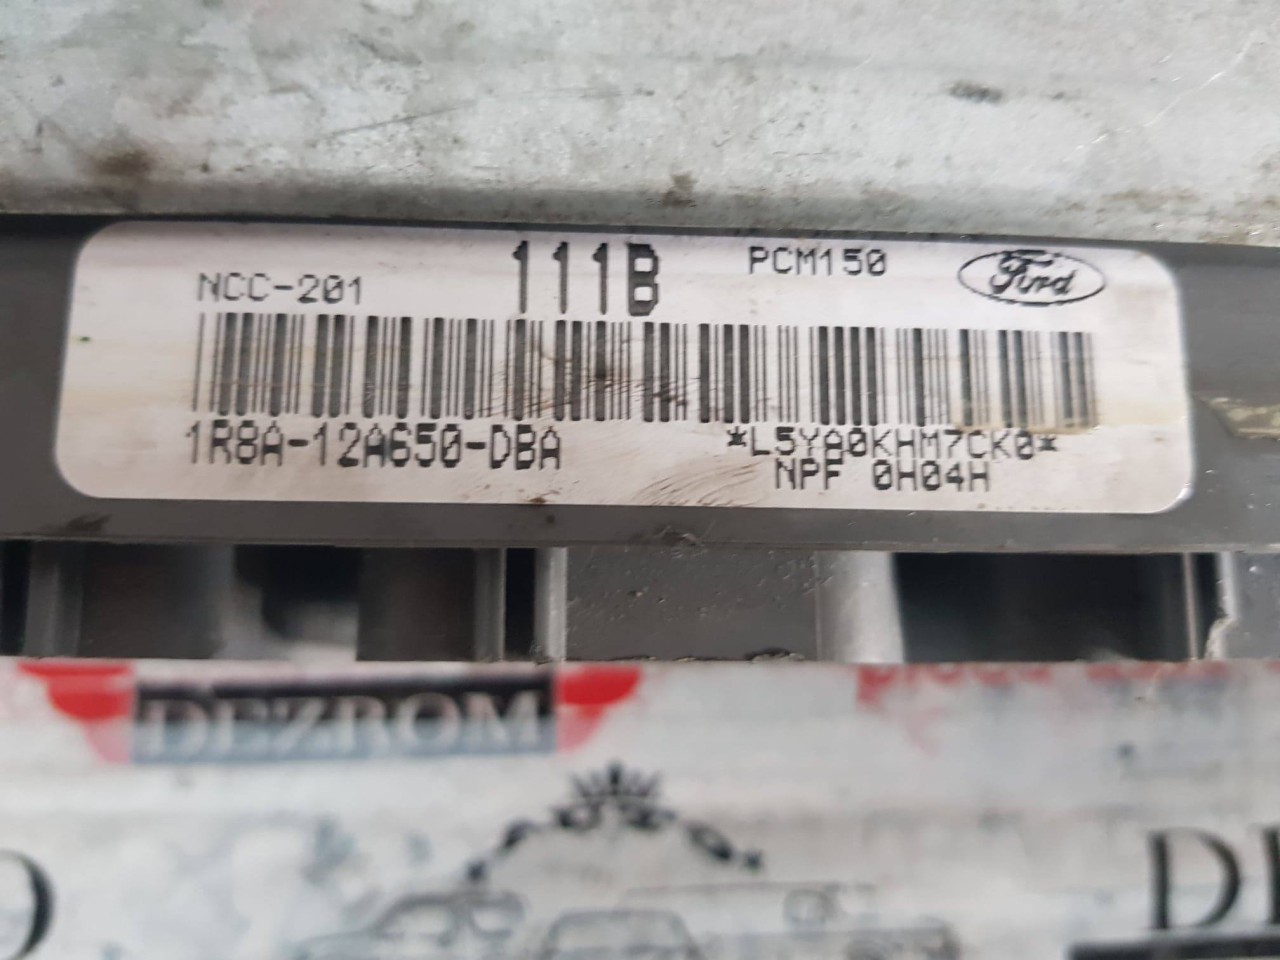 NCC-201 111B PCM150 Ford
1R8A-12A650-DBA *L5YA0KHM7CK0*
NPF 0H04H
DEZROM